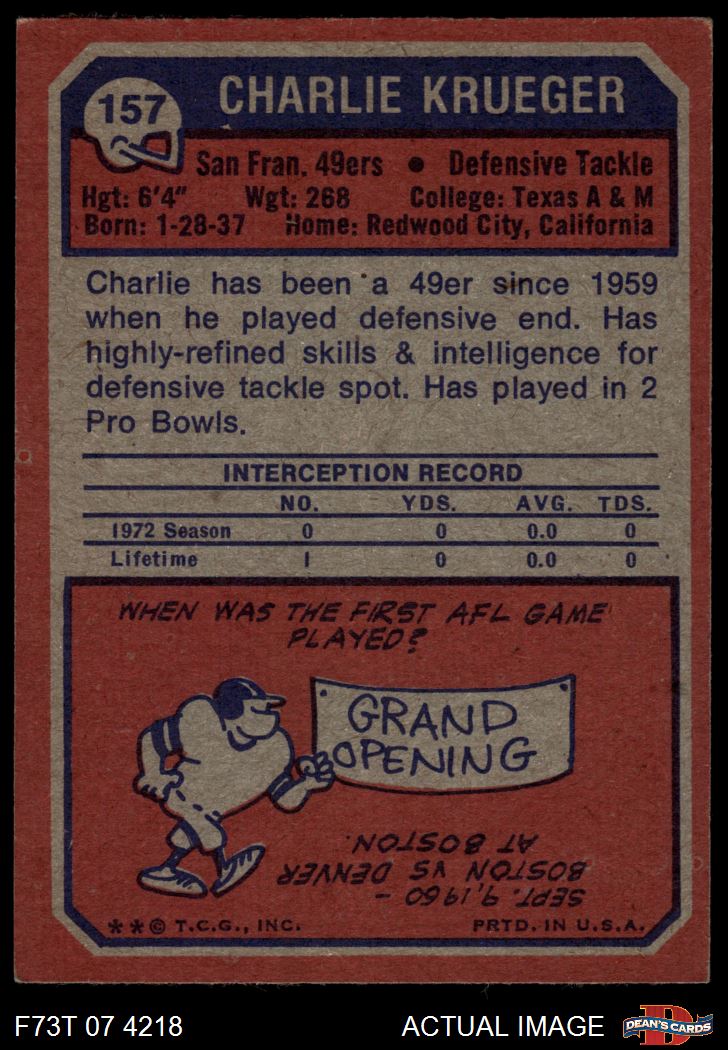 157
CHARLIE KRUEGER
San Fran. 49ers • Defensive Tackle
Hgt: 6'4" Wgt: 268 College: Texas A & M
Born: 1-28-37 Home: Redwood City, California
Charlie has been a 49er since 1959
when he played defensive end. Has
highly-refined skills & intelligence for
defensive tackle spot. Has played in 2
Pro Bowls.
INTERCEPTION RECORD
NO. YDS. AVG. TDS.
1972 Season 0 0 0.0 0
Lifetime 1 0 0.0 0
WHEN WAS THE FIRST AFL GAME
PLAYED?
GRAND
OPENING
SEPT. 9, 1960 -
BOSTON VS DENVER
AT BOSTON.
**© T.C.G., INC. PRTD. IN U.S.A.
F73T 07 4218 ACTUAL IMAGE
D
DEAN'S CARDS